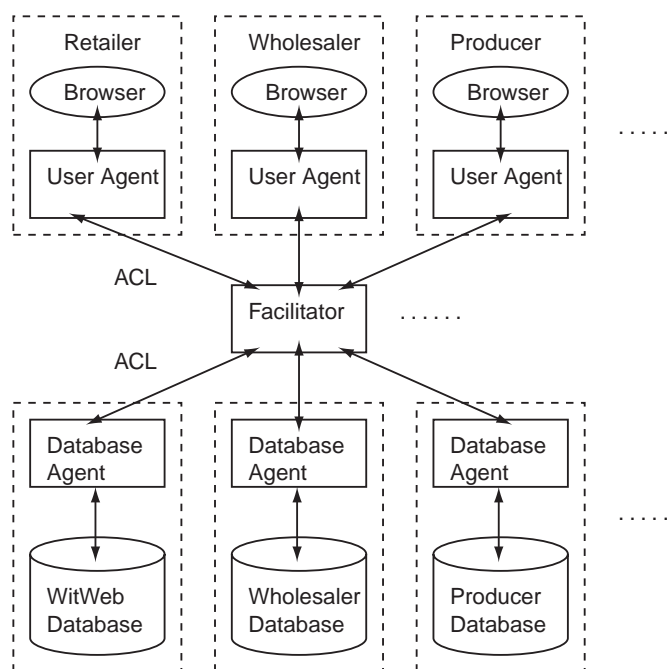 Retailer Wholesaler Producer
Browser Browser Browser
. . . . .
User Agent User Agent User Agent
ACL
Facilitator . . . . . .
ACL
Database Database Database
Agent Agent Agent
. . . . .
WitWeb Wholesaler Producer
Database Database Database